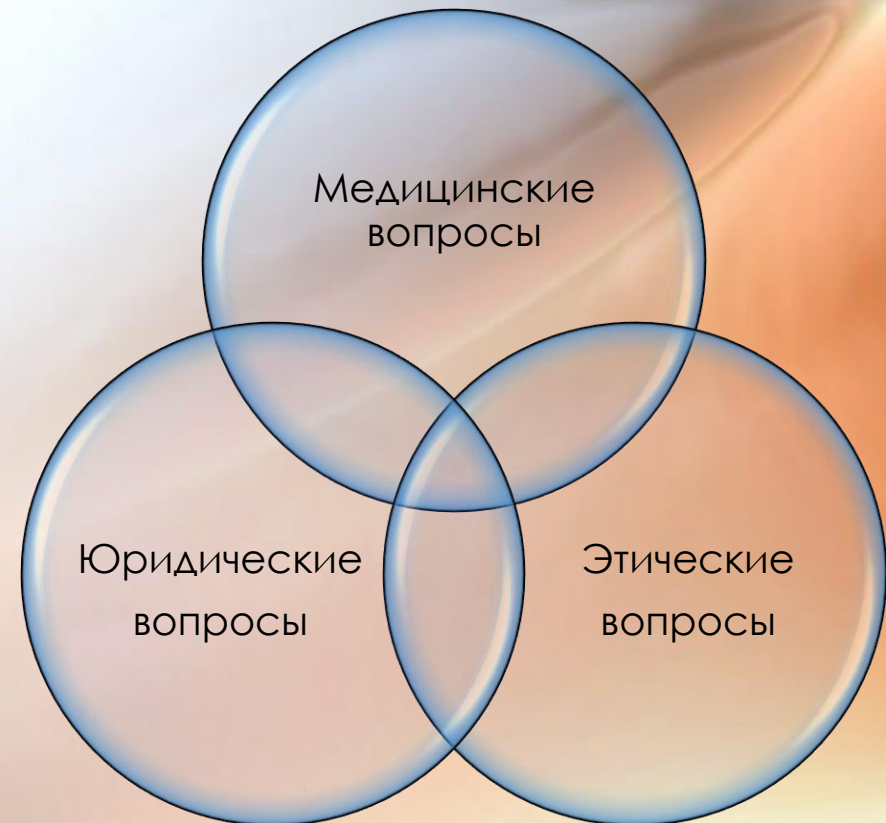 Медицинские
вопросы
Юридические
вопросы
Этические
вопросы